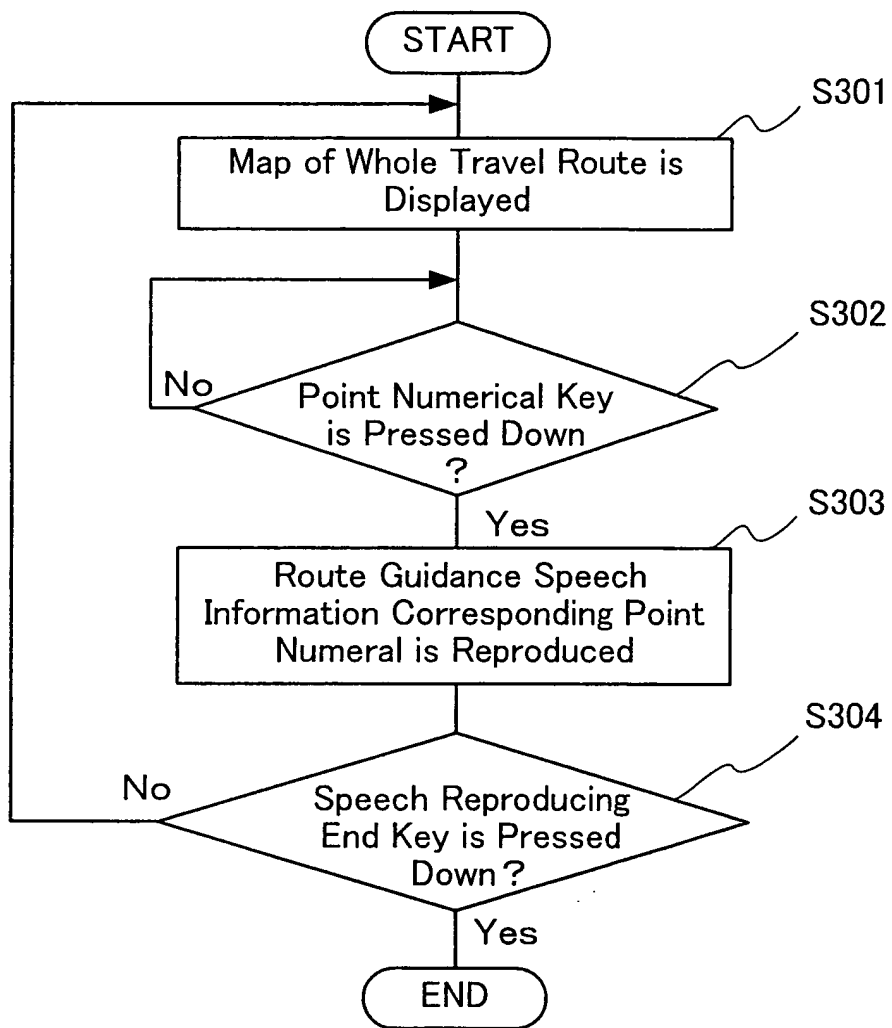 START
S301
Map of Whole Travel Route is
Displayed
S302
No
Point Numerical Key
is Pressed Down
?
S303
Yes
Route Guidance Speech
Information Corresponding Point
Numeral is Reproduced
S304
No
Speech Reproducing
End Key is Pressed
Down?
Yes
END